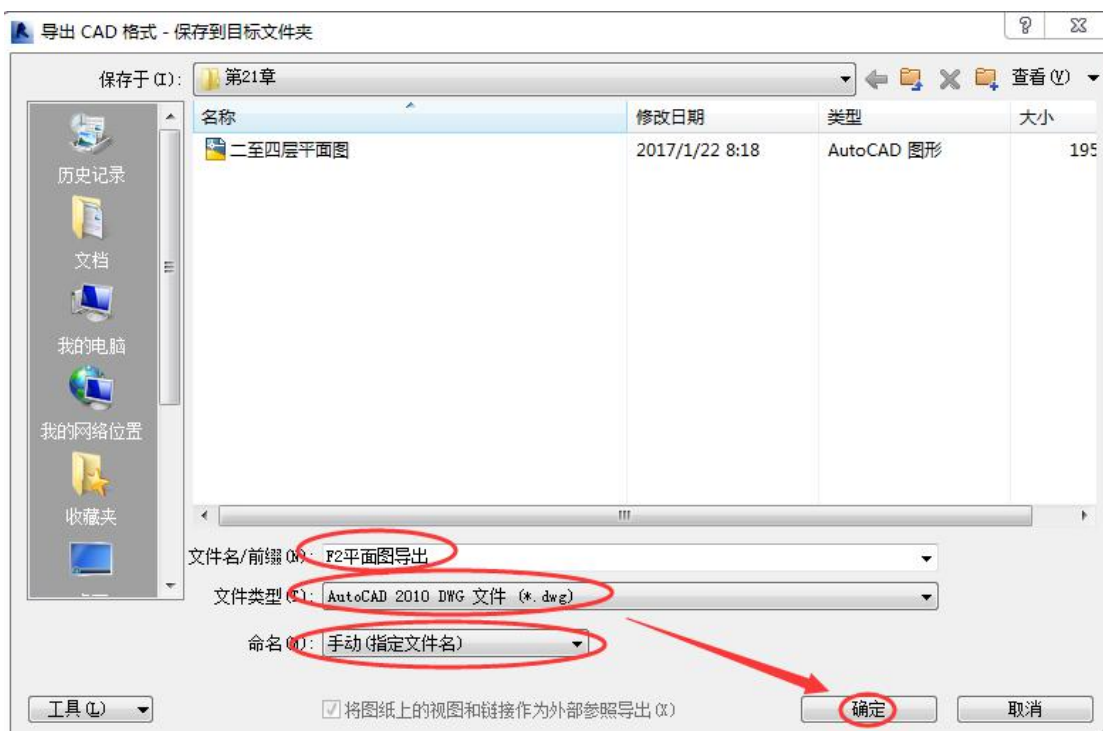 导出 CAD 格式 - 保存到目标文件夹
保存于(I): 第21章 查看(V)
名称 修改日期 类型 大小
二至四层平面图 2017/1/22 8:18 AutoCAD 图形 195
历史记录
文档
我的电脑
我的网络位置
收藏夹
文件名/前缀(N): F2平面图导出
文件类型(T): AutoCAD 2010 DWG 文件 (*.dwg)
命名(M): 手动(指定文件名)
工具(L) 将图纸上的视图和链接作为外部参照导出(X) 确定 取消